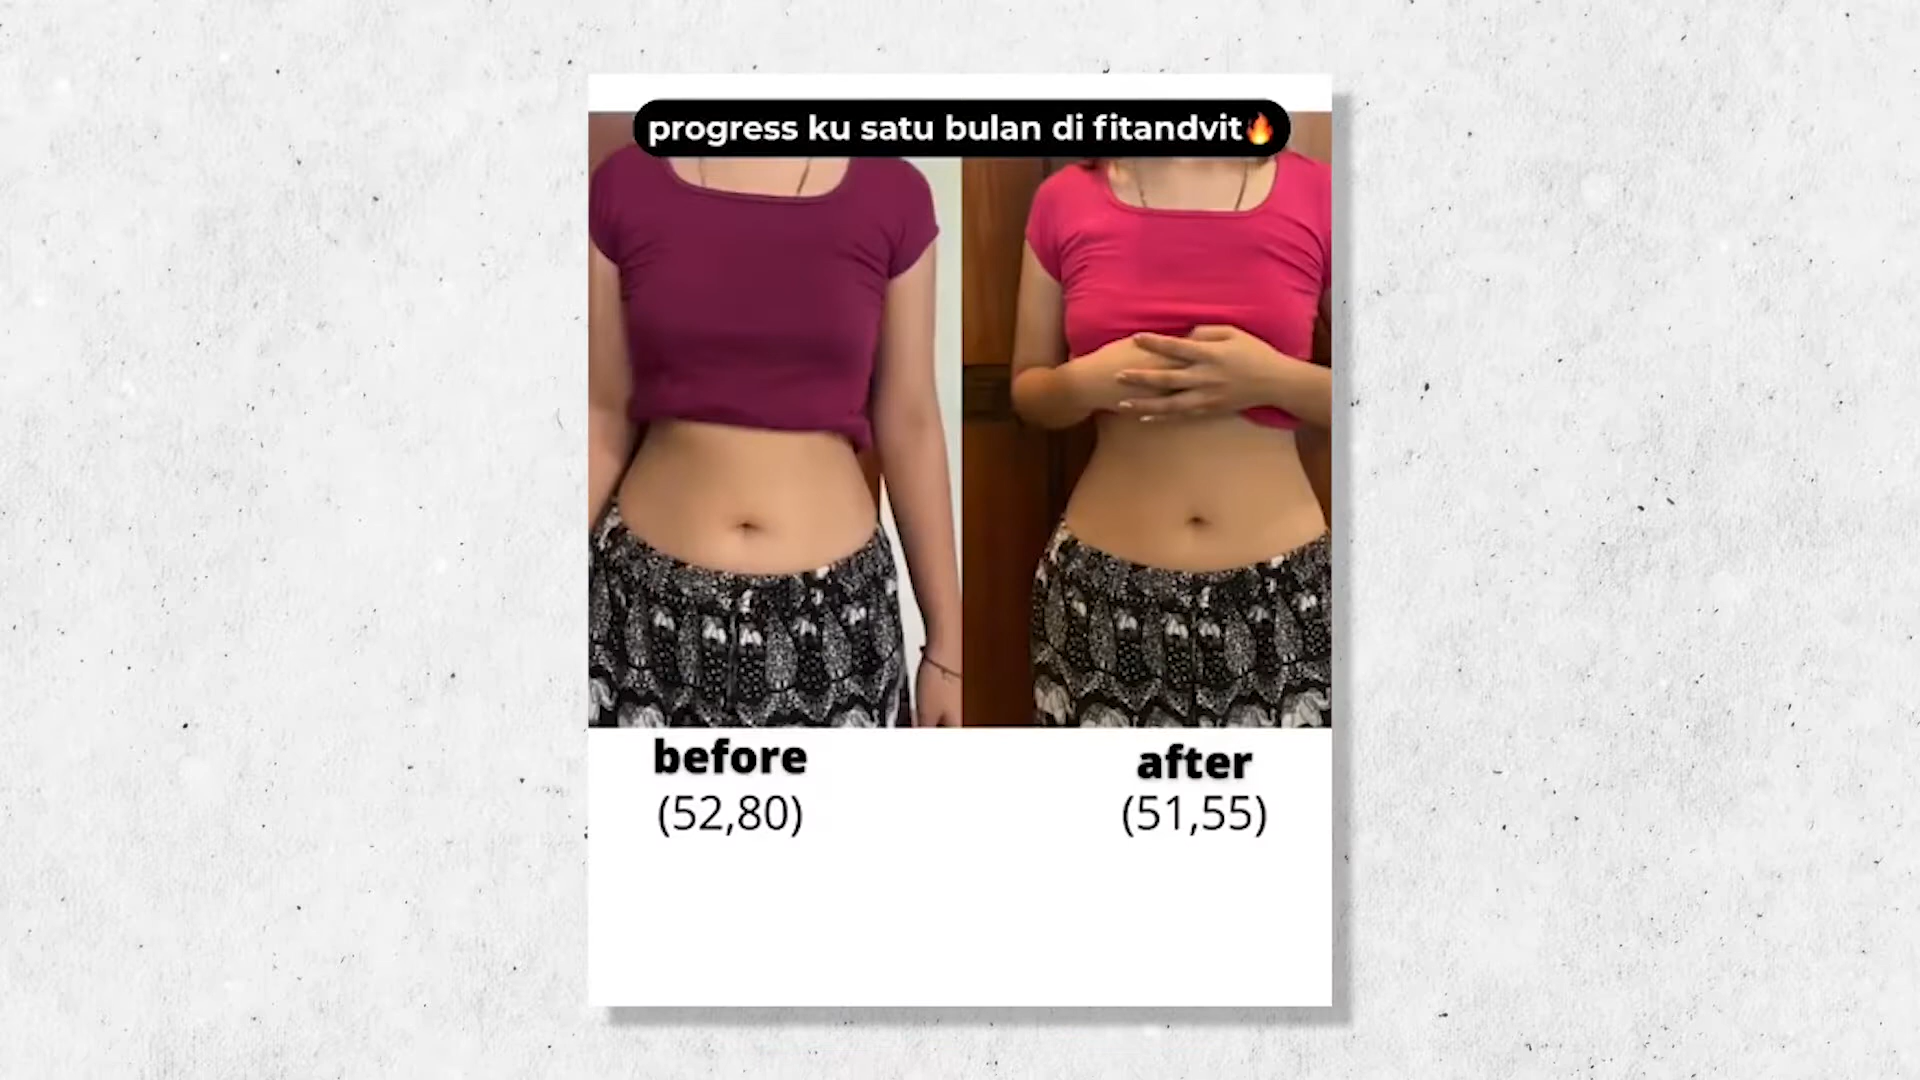 progress ku satu bulan di fitandvit🔥
before
after
(52,80)
(51,55)